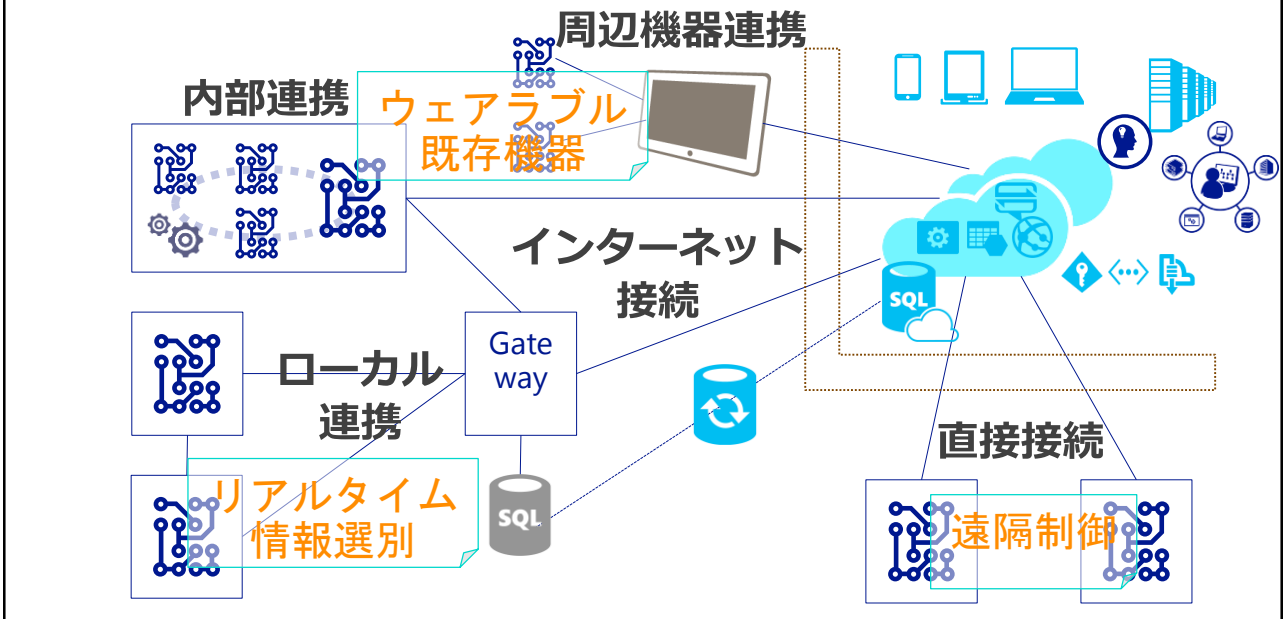 周辺機器連携
内部連携
ウェアラブル
既存機器
インターネット
接続
SQL
Gate
way
ローカル
連携
直接接続
リアルタイム
情報選別
SQL
遠隔制御